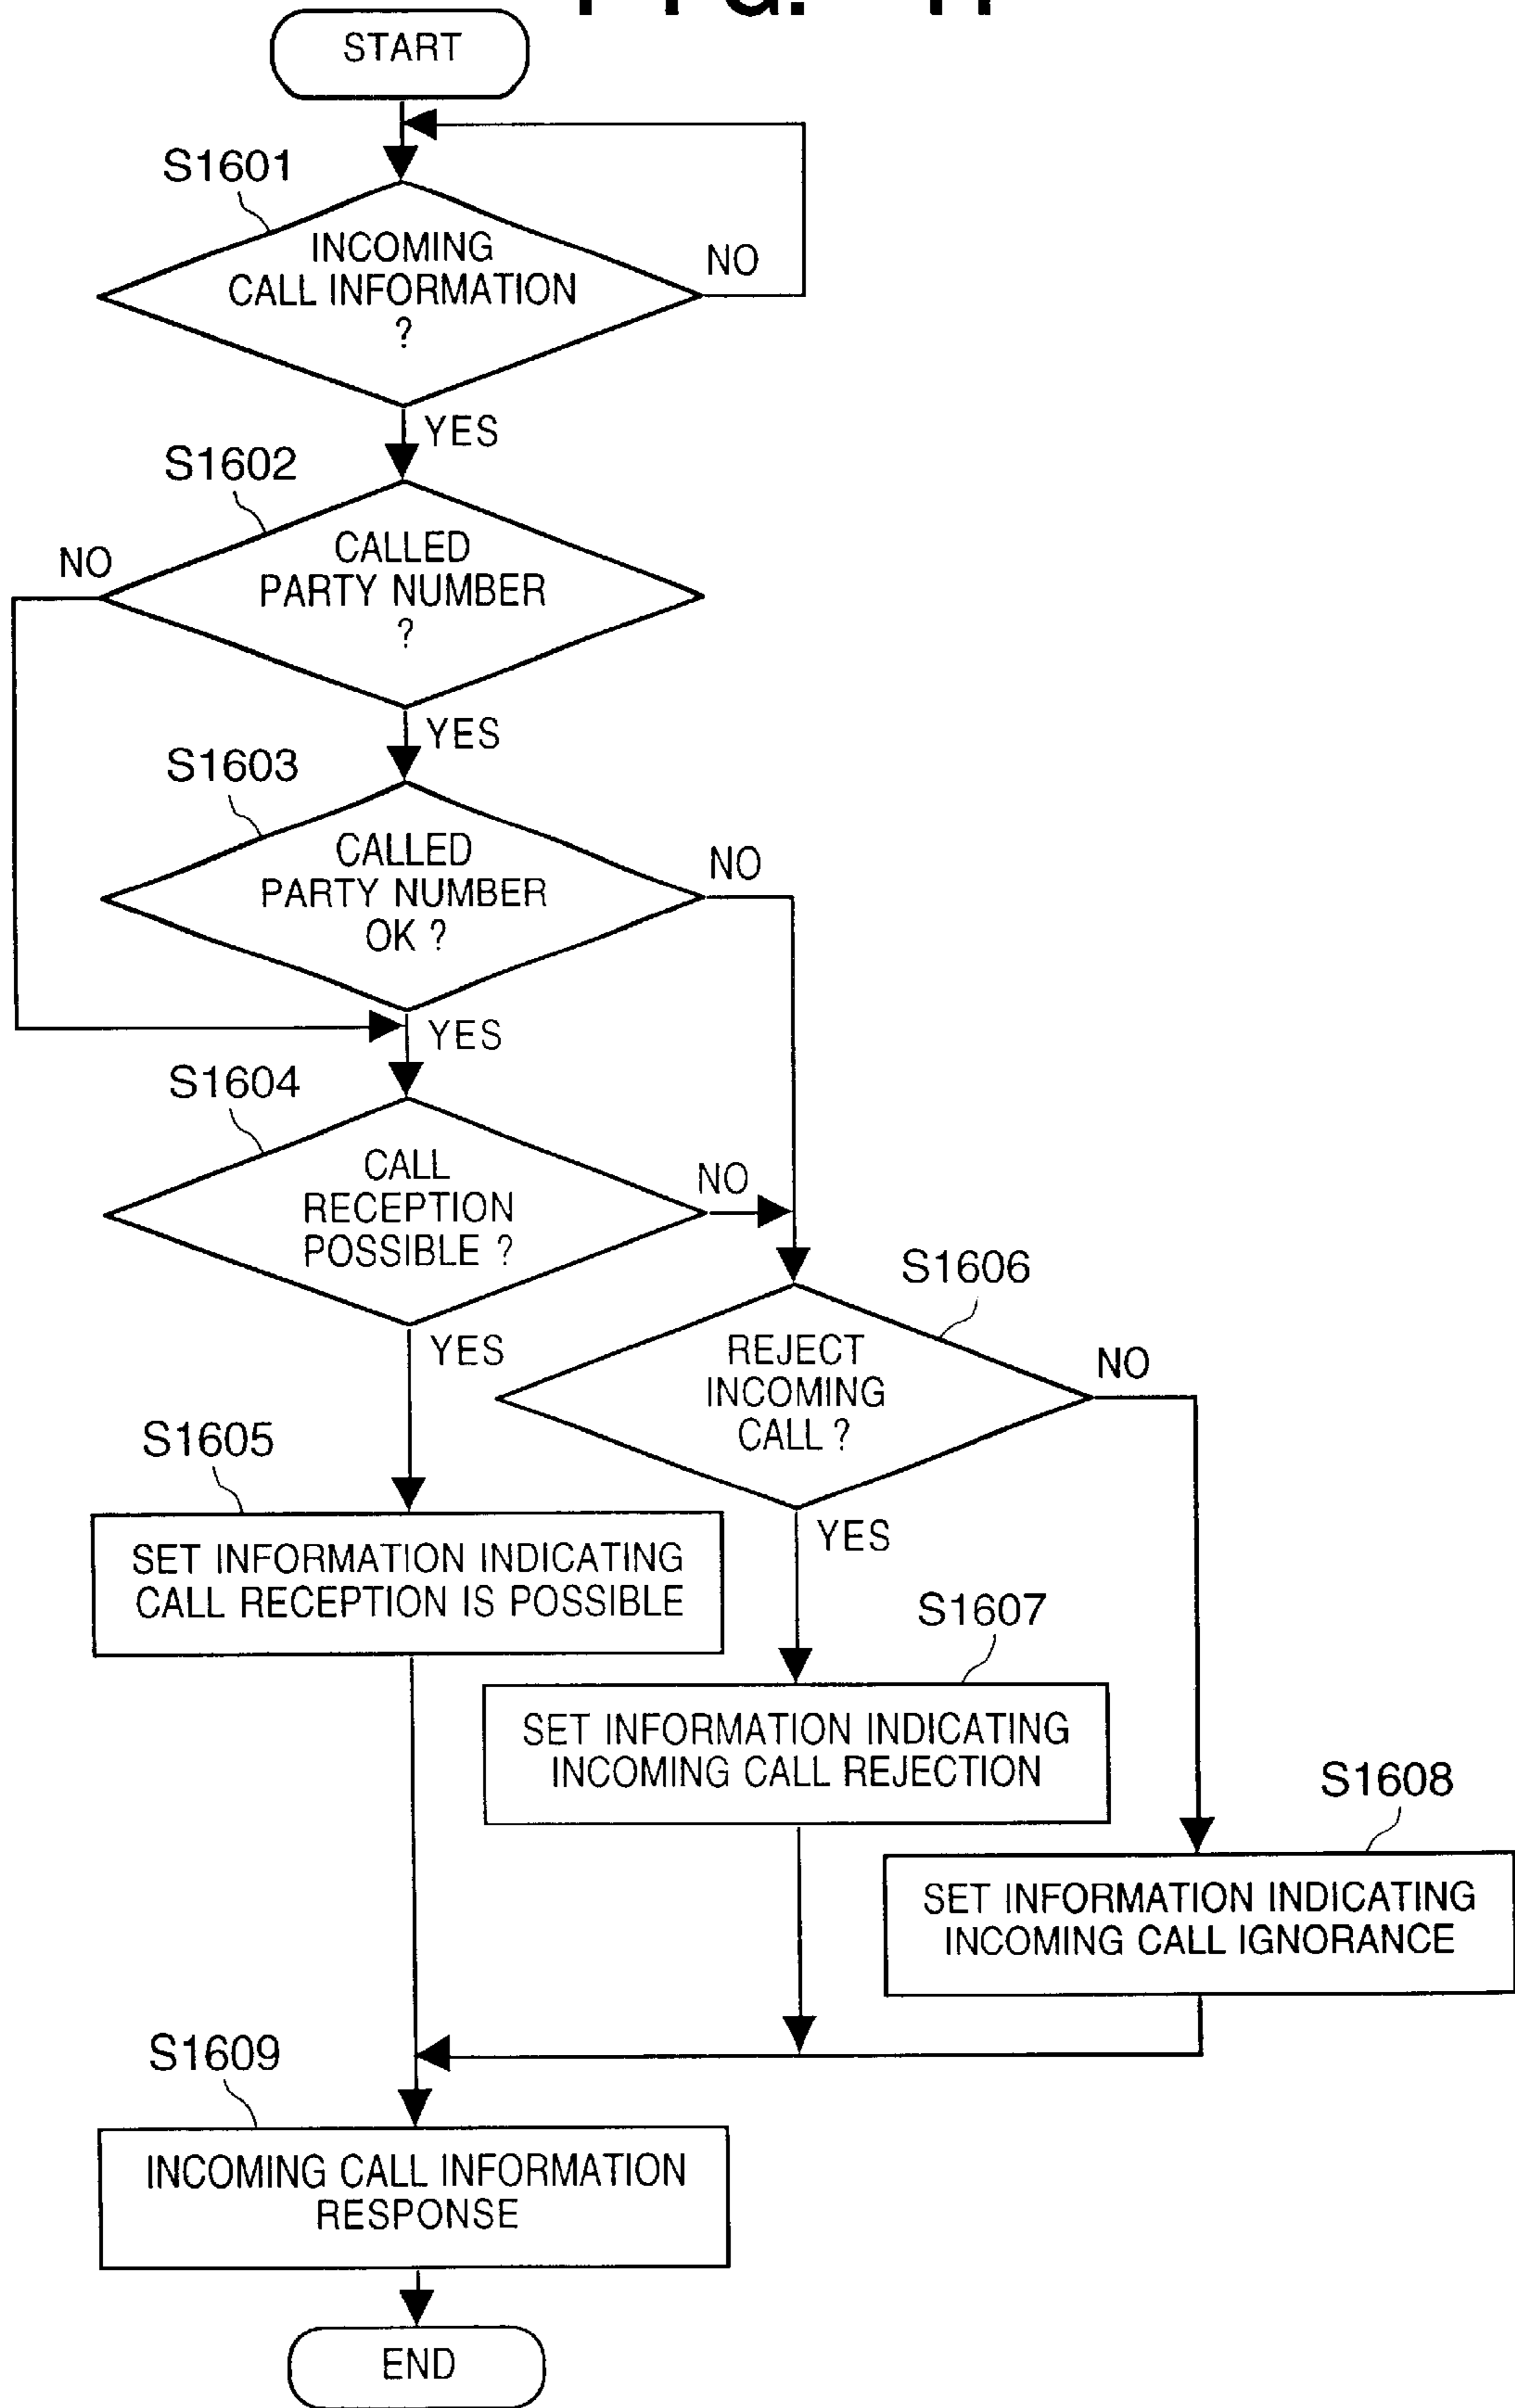 START
S1601
INCOMING
CALL INFORMATION
?
NO
YES
S1602
CALLED
PARTY NUMBER
?
NO
YES
S1603
CALLED
PARTY NUMBER
OK ?
NO
YES
S1604
CALL
RECEPTION
POSSIBLE ?
NO
YES
S1606
REJECT
INCOMING
CALL ?
NO
YES
S1605
SET INFORMATION INDICATING
CALL RECEPTION IS POSSIBLE
S1607
SET INFORMATION INDICATING
INCOMING CALL REJECTION
S1608
SET INFORMATION INDICATING
INCOMING CALL IGNORANCE
S1609
INCOMING CALL INFORMATION
RESPONSE
END